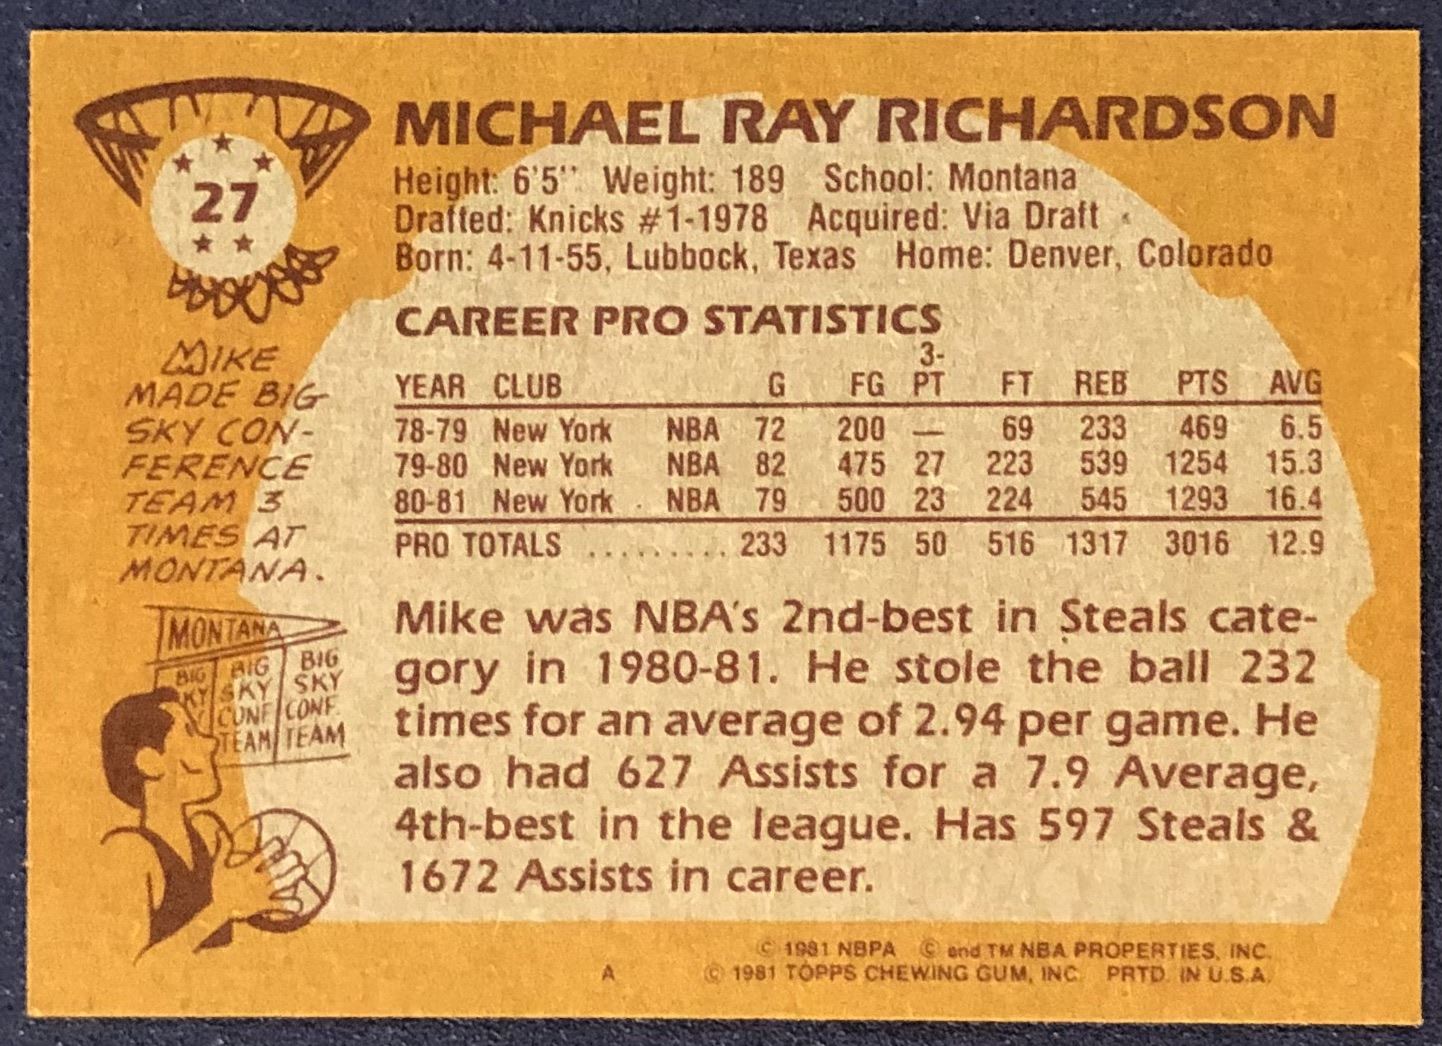 27
MICHAEL RAY RICHARDSON
Height: 6'5" Weight: 189 School: Montana
Drafted: Knicks #1-1978 Acquired: Via Draft
Born: 4-11-55, Lubbock, Texas Home: Denver, Colorado
MIKE
MADE BIG
SKY CON-
FERENCE
TEAM 3
TIMES AT
MONTANA.
MONTANA
BIG SKY
BIG SKY CONF TEAM
BIG SKY CONF. TEAM
CAREER PRO STATISTICS
YEAR CLUB G FG 3-PT FT REB PTS AVG
78-79 New York NBA 72 200 — 69 233 469 6.5
79-80 New York NBA 82 475 27 223 539 1254 15.3
80-81 New York NBA 79 500 23 224 545 1293 16.4
PRO TOTALS .......... 233 1175 50 516 1317 3016 12.9
Mike was NBA's 2nd-best in Steals cate-
gory in 1980-81. He stole the ball 232
times for an average of 2.94 per game. He
also had 627 Assists for a 7.9 Average,
4th-best in the league. Has 597 Steals &
1672 Assists in career.
© 1981 NBPA © and TM NBA PROPERTIES, INC.
A © 1981 TOPPS CHEWING GUM, INC. PRTD. IN U.S.A.